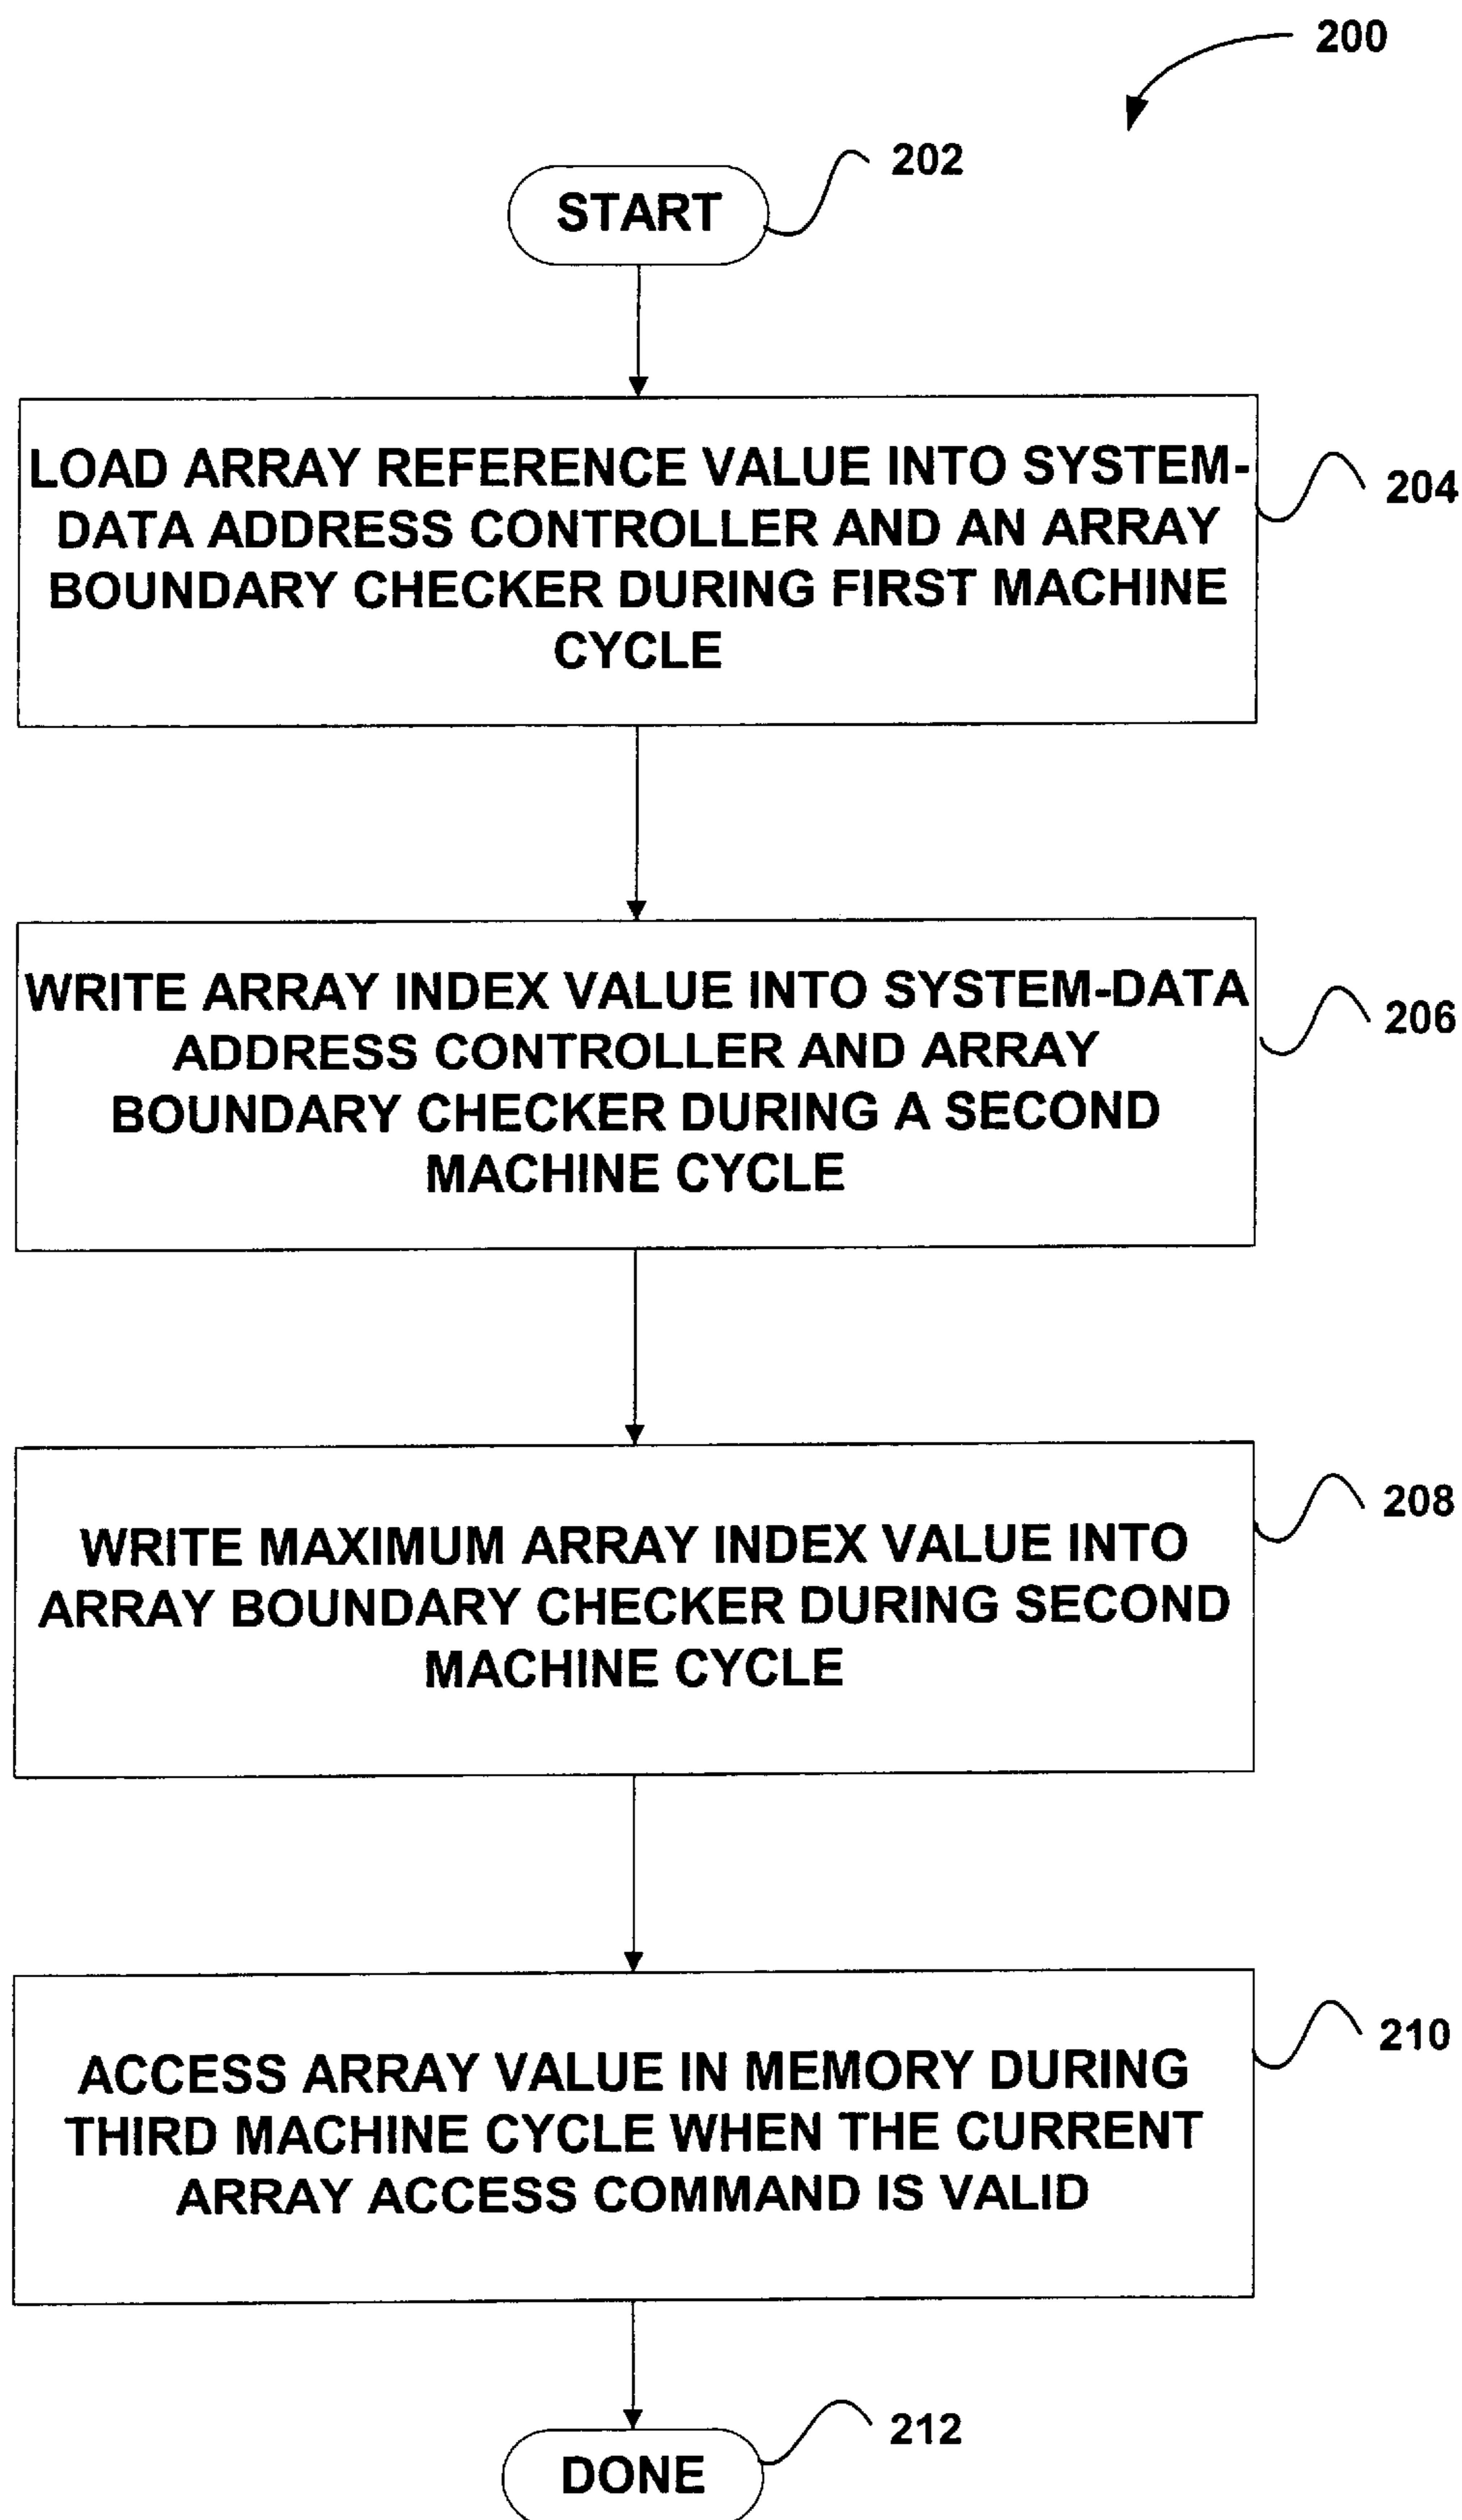 200
202
START
LOAD ARRAY REFERENCE VALUE INTO SYSTEM-
DATA ADDRESS CONTROLLER AND AN ARRAY
BOUNDARY CHECKER DURING FIRST MACHINE
CYCLE
204
WRITE ARRAY INDEX VALUE INTO SYSTEM-DATA
ADDRESS CONTROLLER AND ARRAY
BOUNDARY CHECKER DURING A SECOND
MACHINE CYCLE
206
WRITE MAXIMUM ARRAY INDEX VALUE INTO
ARRAY BOUNDARY CHECKER DURING SECOND
MACHINE CYCLE
208
ACCESS ARRAY VALUE IN MEMORY DURING
THIRD MACHINE CYCLE WHEN THE CURRENT
ARRAY ACCESS COMMAND IS VALID
210
212
DONE